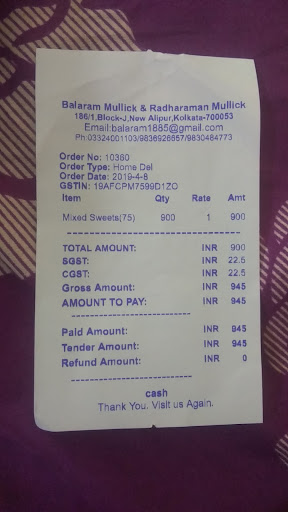 Balaram Mullick & Radharaman Mullick
186/1,Block-J,New Alipur,Kolkata-700053
Email:balaram1885@gmail.com
Ph:03324001103/9836926657/9830484773
Order No: 10360
Order Type: Home Del
Order Date: 2019-4-8
GSTIN: 19AFCPM7599D1ZO
Item Qty Rate Amt
Mixed Sweets(75) 900 1 900
TOTAL AMOUNT: INR 900
SGST: INR 22.5
CGST: INR 22.5
Gross Amount: INR 945
AMOUNT TO PAY: INR 945
Paid Amount: INR 945
Tender Amount: INR 945
Refund Amount: INR 0
cash
Thank You. Visit us Again.